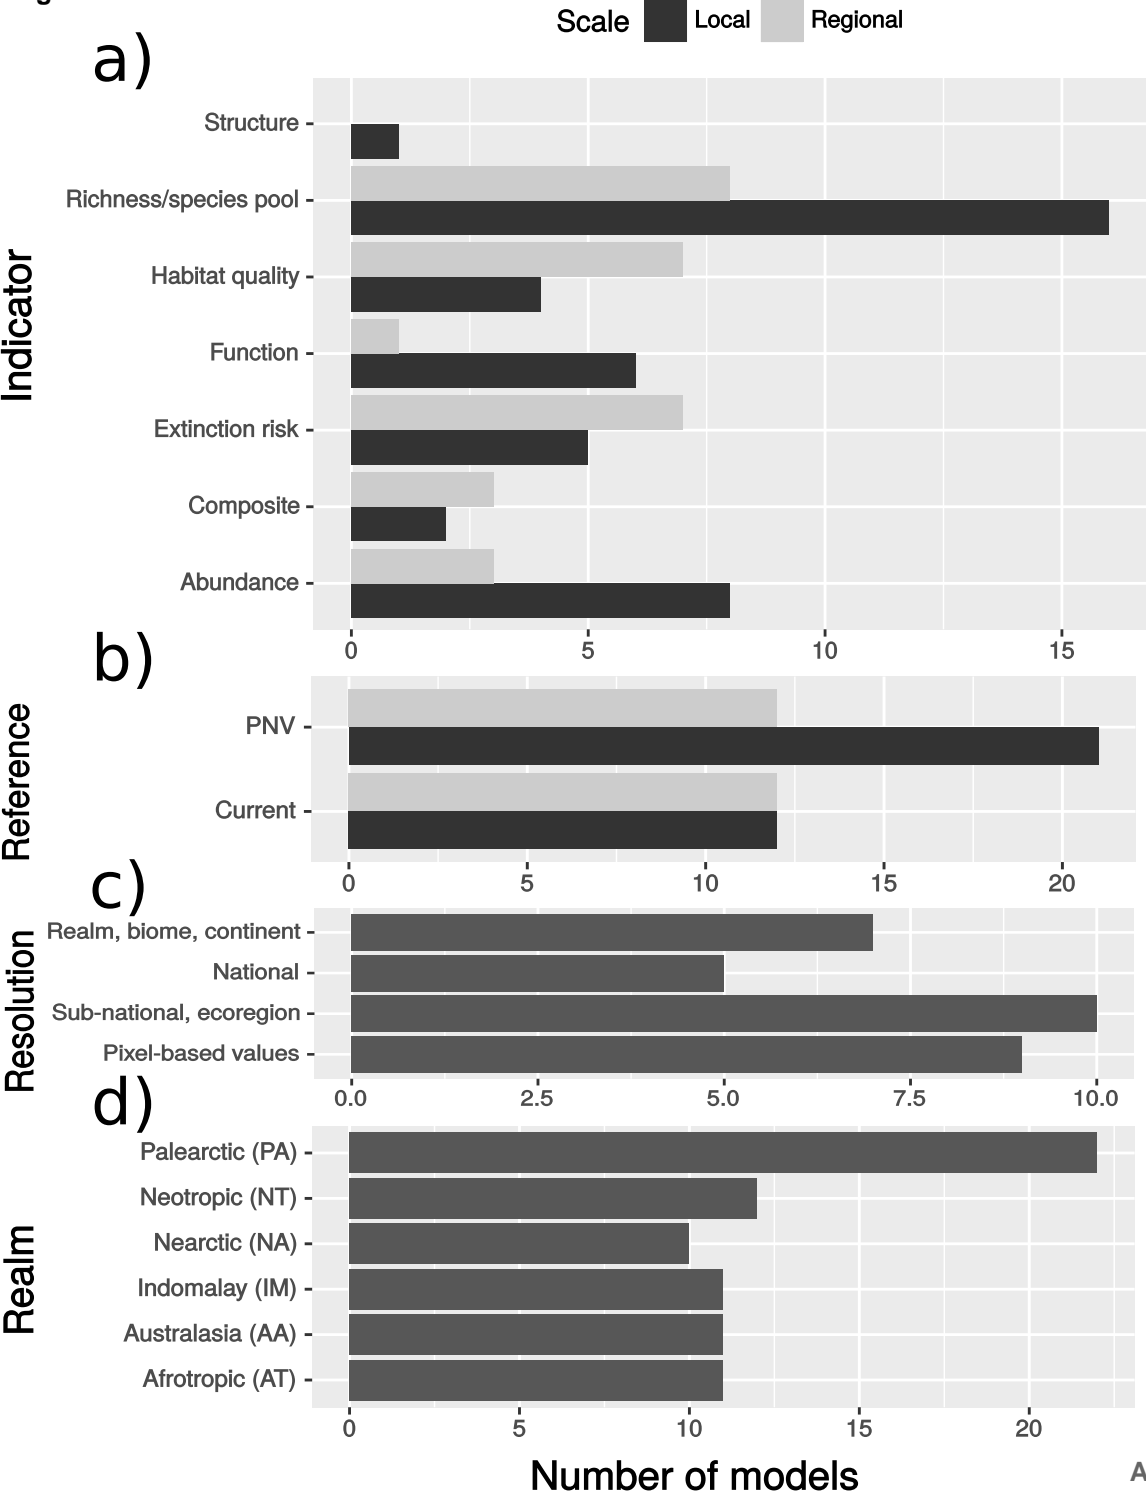 g
Scale Local Regional
a)
Indicator
Structure
Richness/species pool
Habitat quality
Function
Extinction risk
Composite
Abundance
0 5 10 15
b)
Reference
PNV
Current
0 5 10 15 20
c)
Resolution
Realm, biome, continent
National
Sub-national, ecoregion
Pixel-based values
0.0 2.5 5.0 7.5 10.0
d)
Realm
Palearctic (PA)
Neotropic (NT)
Nearctic (NA)
Indomalay (IM)
Australasia (AA)
Afrotropic (AT)
0 5 10 15 20
Number of models
A